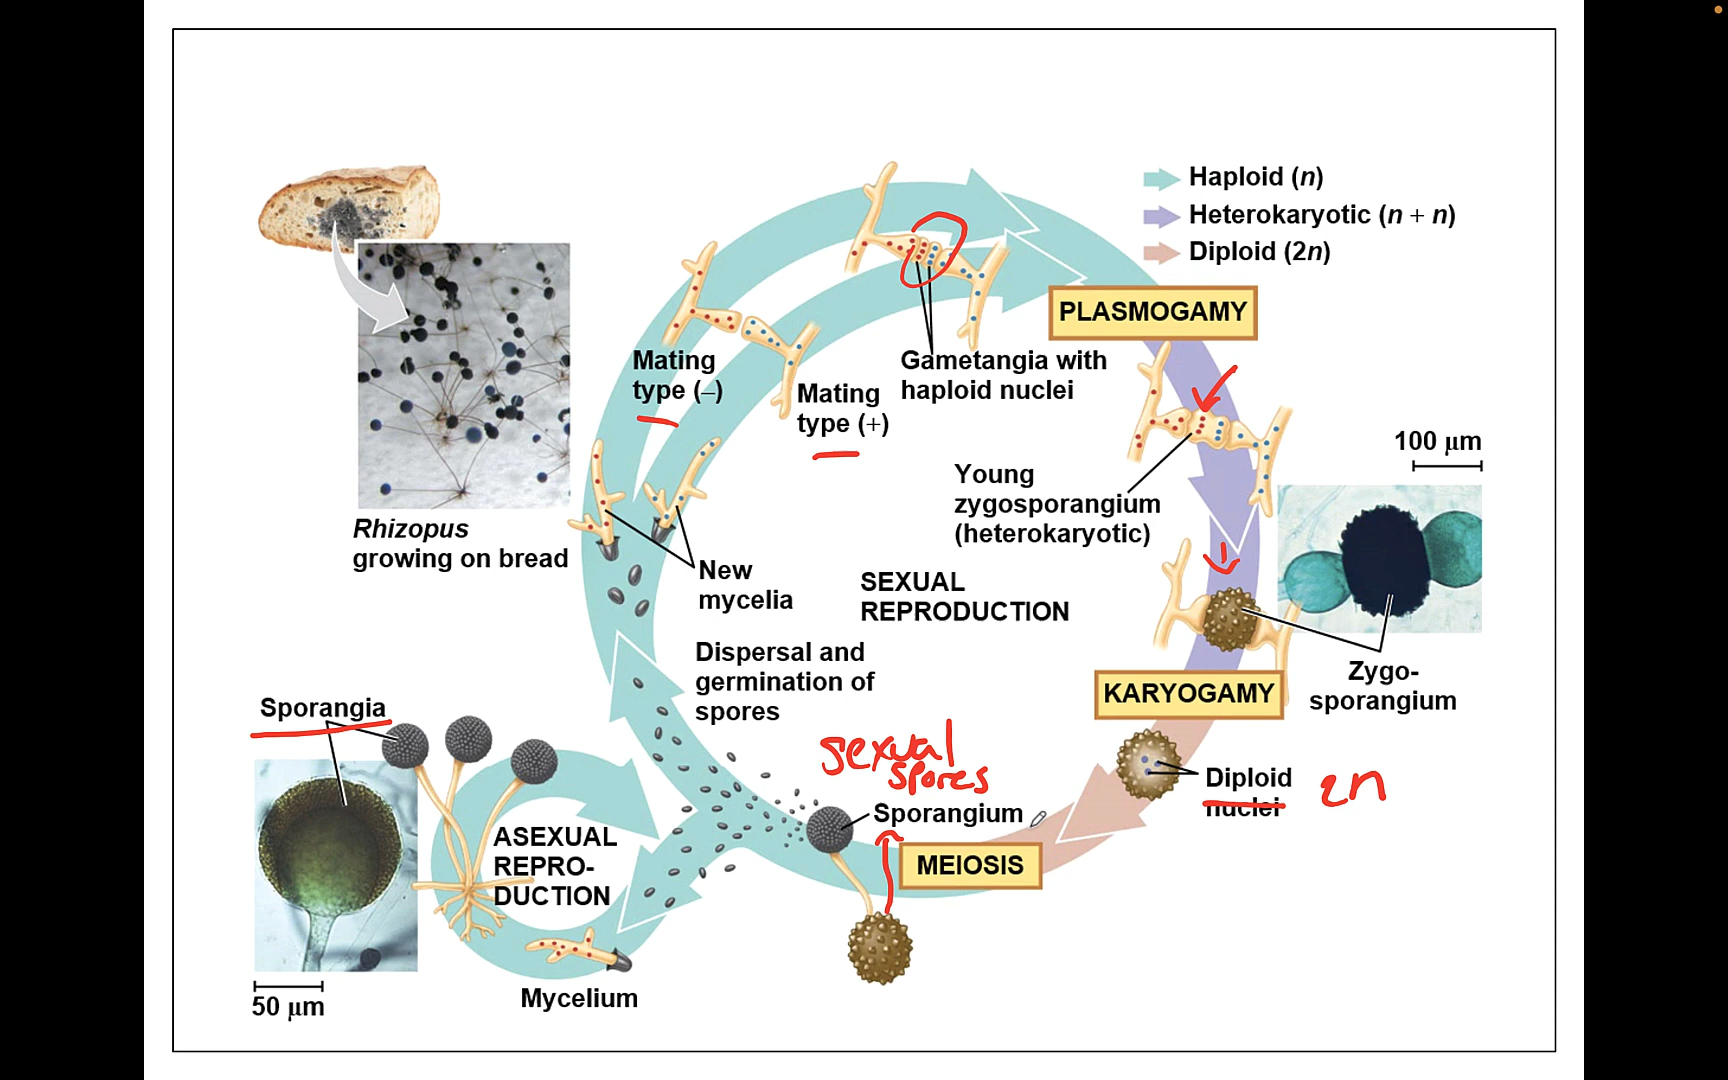 Haploid (n)
Heterokaryotic (n + n)
Diploid (2n)
PLASMOGAMY
Mating
type (–)
Mating
type (+)
Gametangia with
haploid nuclei
100 μm
Young
zygosporangium
(heterokaryotic)
Rhizopus
growing on bread
New
mycelia
SEXUAL
REPRODUCTION
Dispersal and
germination of
spores
Zygo-
sporangium
KARYOGAMY
Sporangia
sexual
spores
Diploid
nuclei
2n
Sporangium
ASEXUAL
REPRO-
DUCTION
MEIOSIS
Mycelium
50 μm